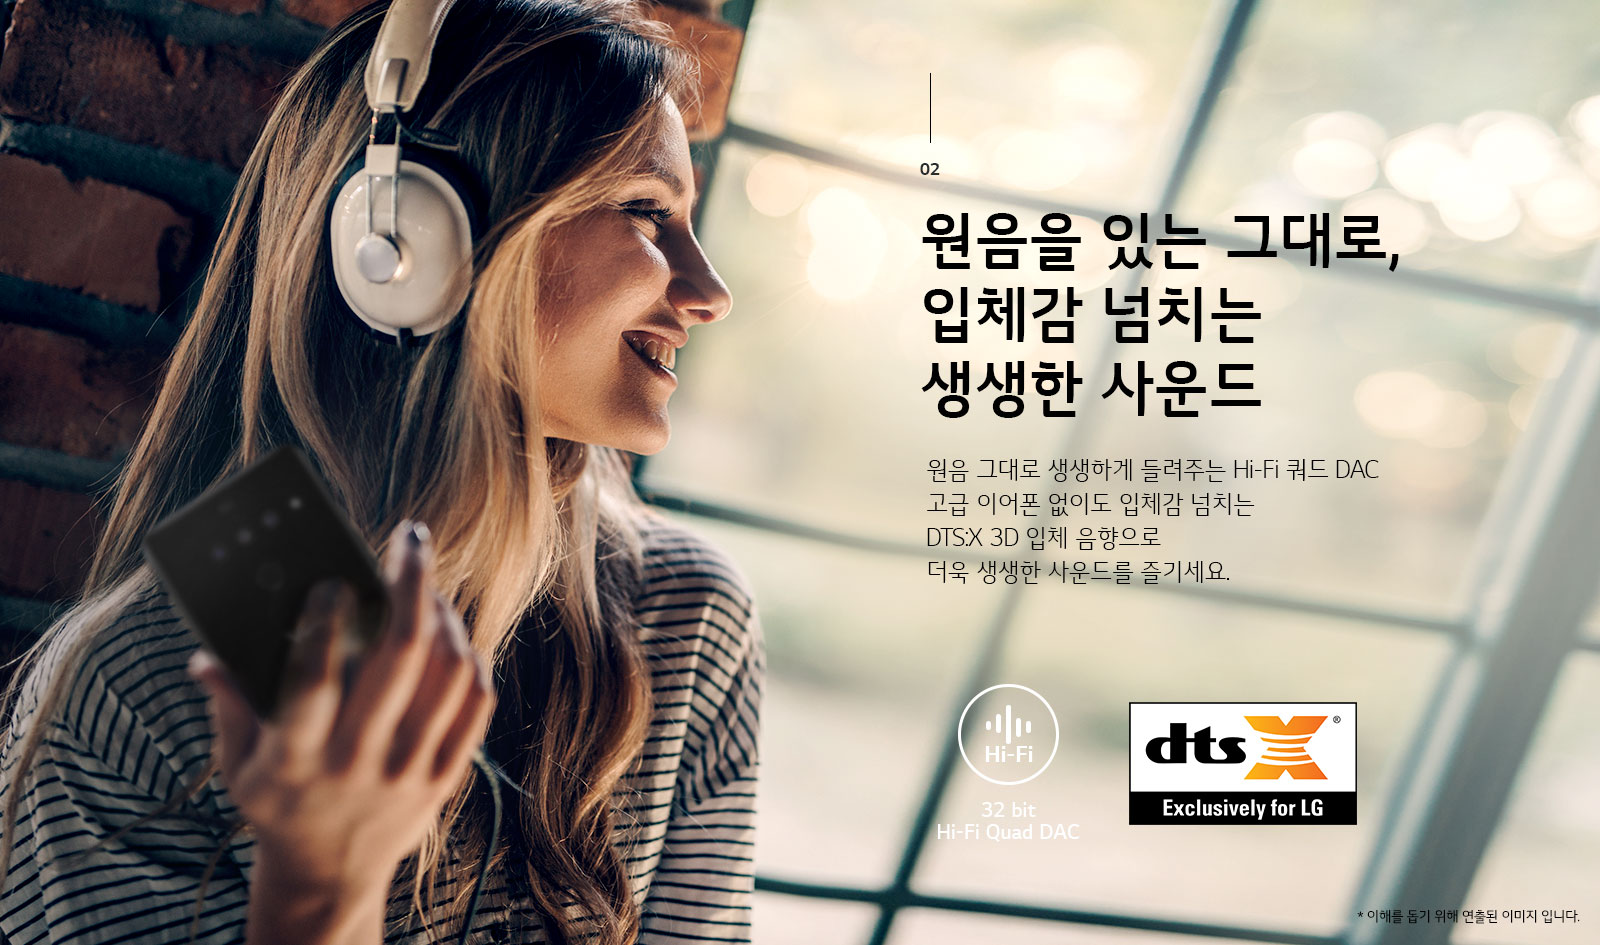 02
원음을 있는 그대로,
입체감 넘치는
생생한 사운드
원음 그대로 생생하게 들려주는 Hi-Fi 쿼드 DAC
고급 이어폰 없이도 입체감 넘치는
DTS:X 3D 입체 음향으로
더욱 생생한 사운드를 즐기세요.
Hi-Fi
32 bit
Hi-Fi Quad DAC
dts X ®
Exclusively for LG
* 이해를 돕기 위해 연출된 이미지 입니다.